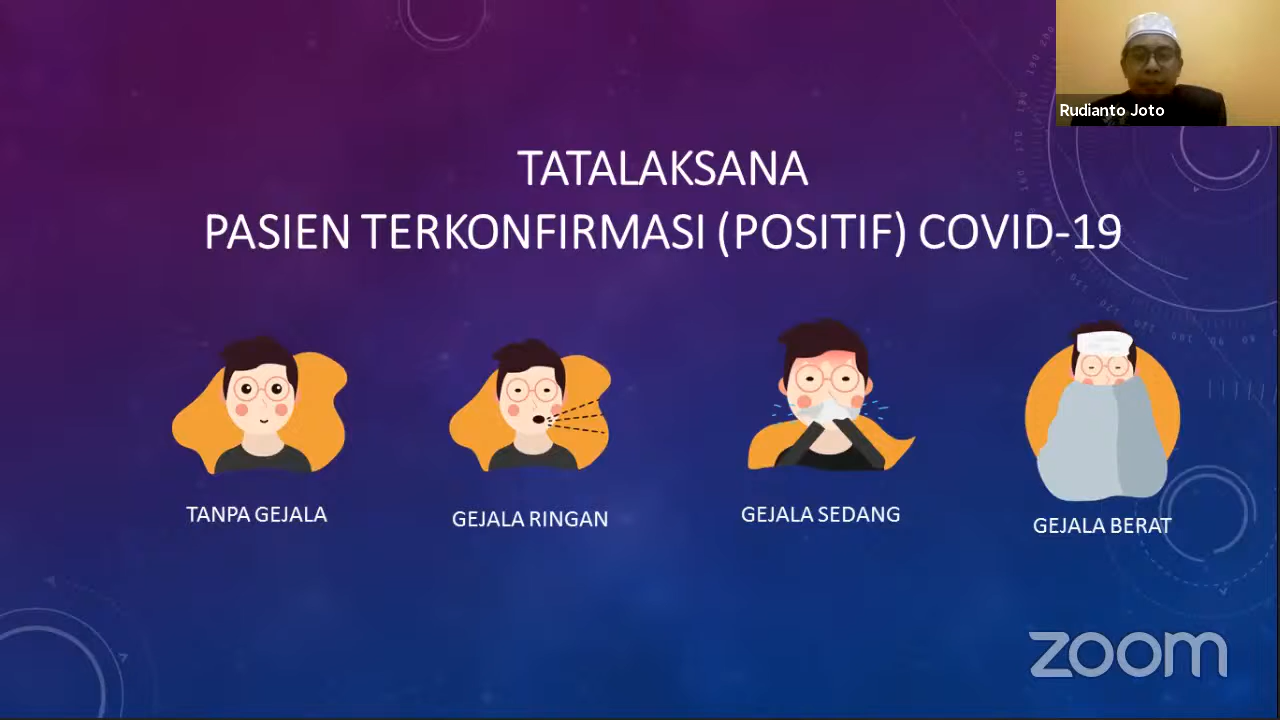 Rudianto Joto
TATALAKSANA
PASIEN TERKONFIRMASI (POSITIF) COVID-19
TANPA GEJALA
GEJALA RINGAN
GEJALA SEDANG
GEJALA BERAT
zoom